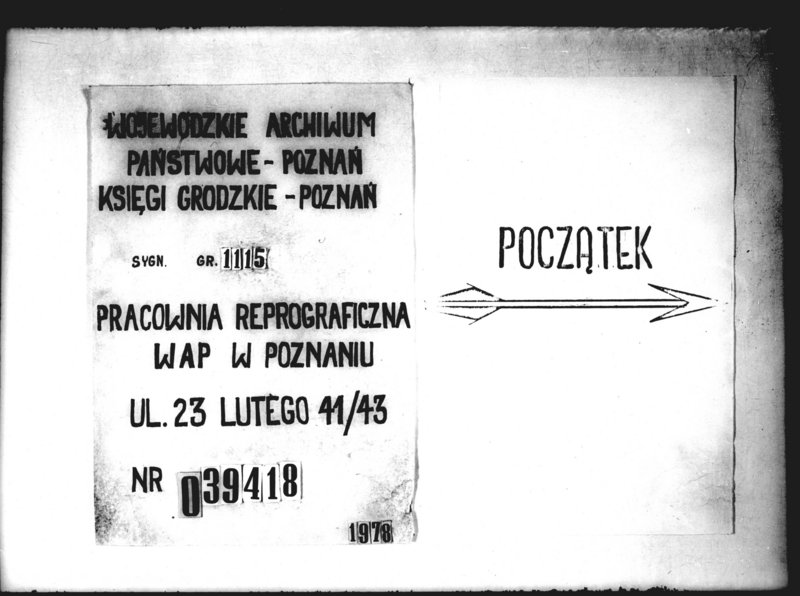 WOJEWÓDZKIE ARCHIWUM
PAŃSTWOWE - POZNAŃ
KSIĘGI GRODZKIE - POZNAŃ
SYGN. GR. 1115
PRACOWNIA REPROGRAFICZNA
WAP W POZNANIU
UL. 23 LUTEGO 41/43
NR 039418
1978
POCZĄTEK